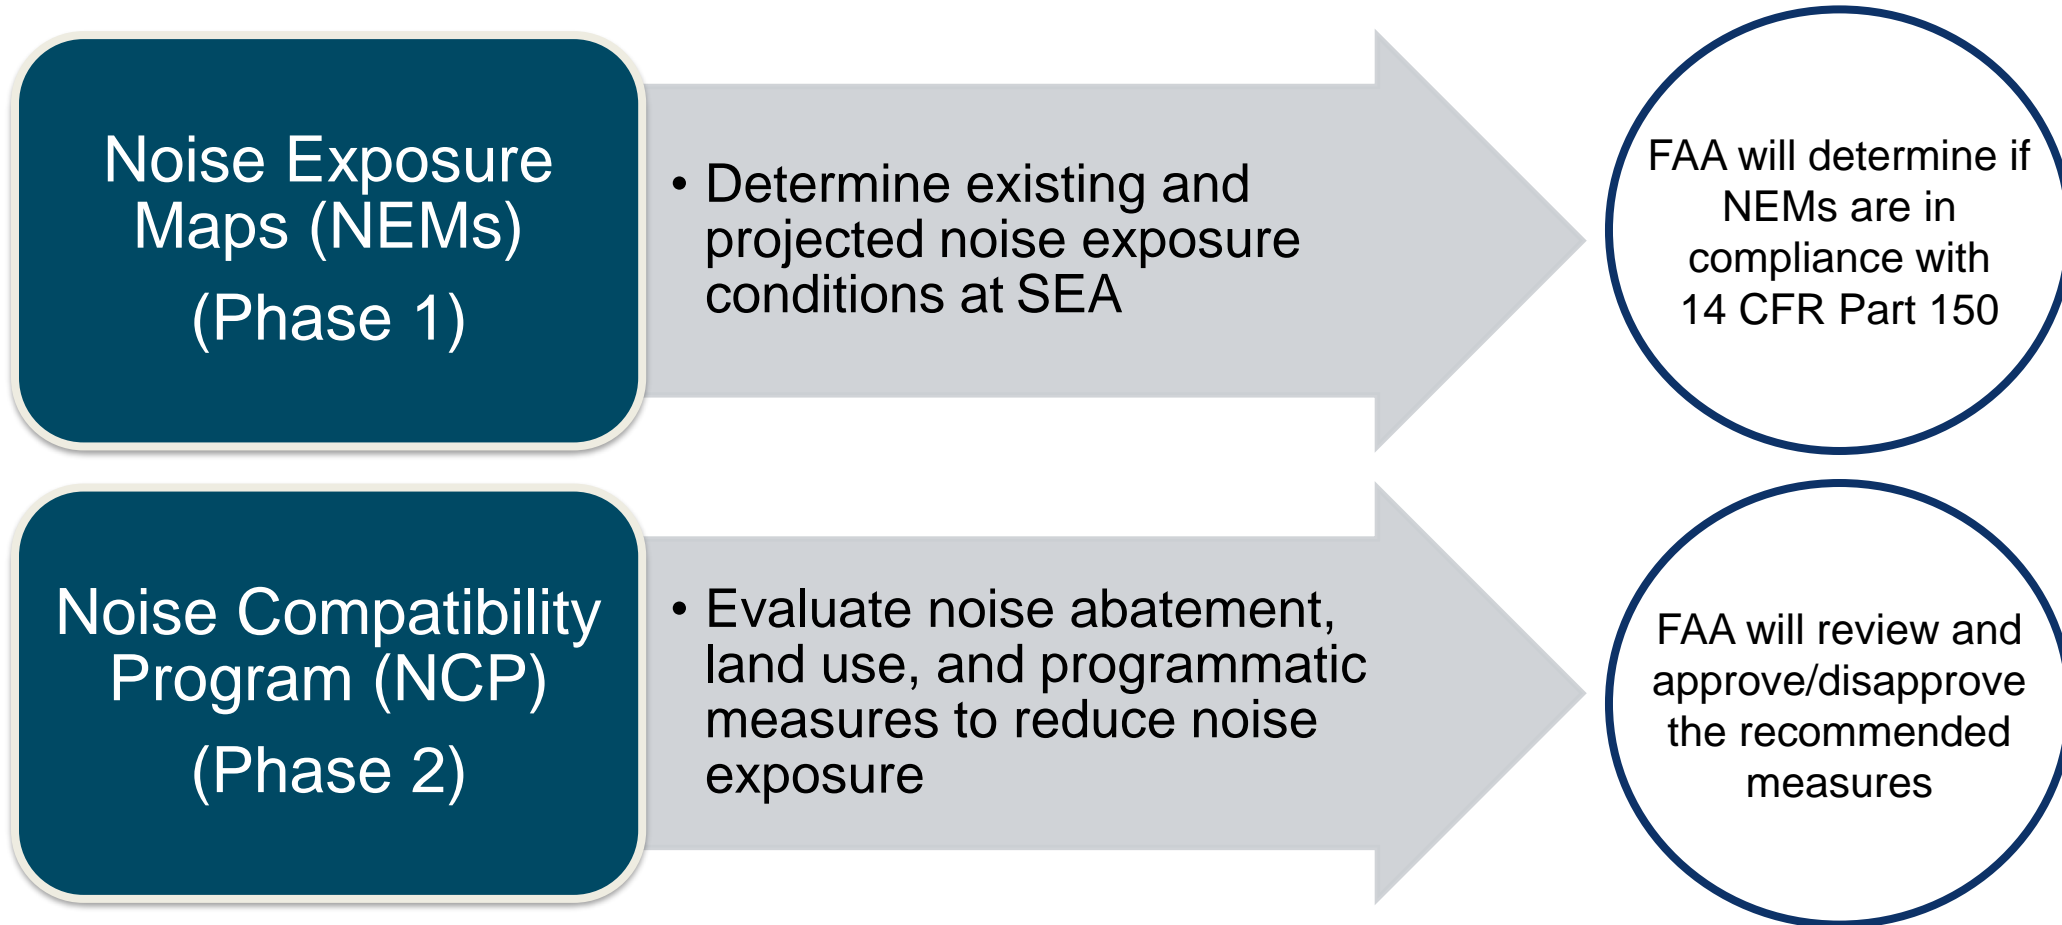 Noise Exposure
Maps (NEMs)
(Phase 1)
• Determine existing and
projected noise exposure
conditions at SEA
FAA will determine if
NEMs are in
compliance with
14 CFR Part 150
Noise Compatibility
Program (NCP)
(Phase 2)
• Evaluate noise abatement,
land use, and programmatic
measures to reduce noise
exposure
FAA will review and
approve/disapprove
the recommended
measures